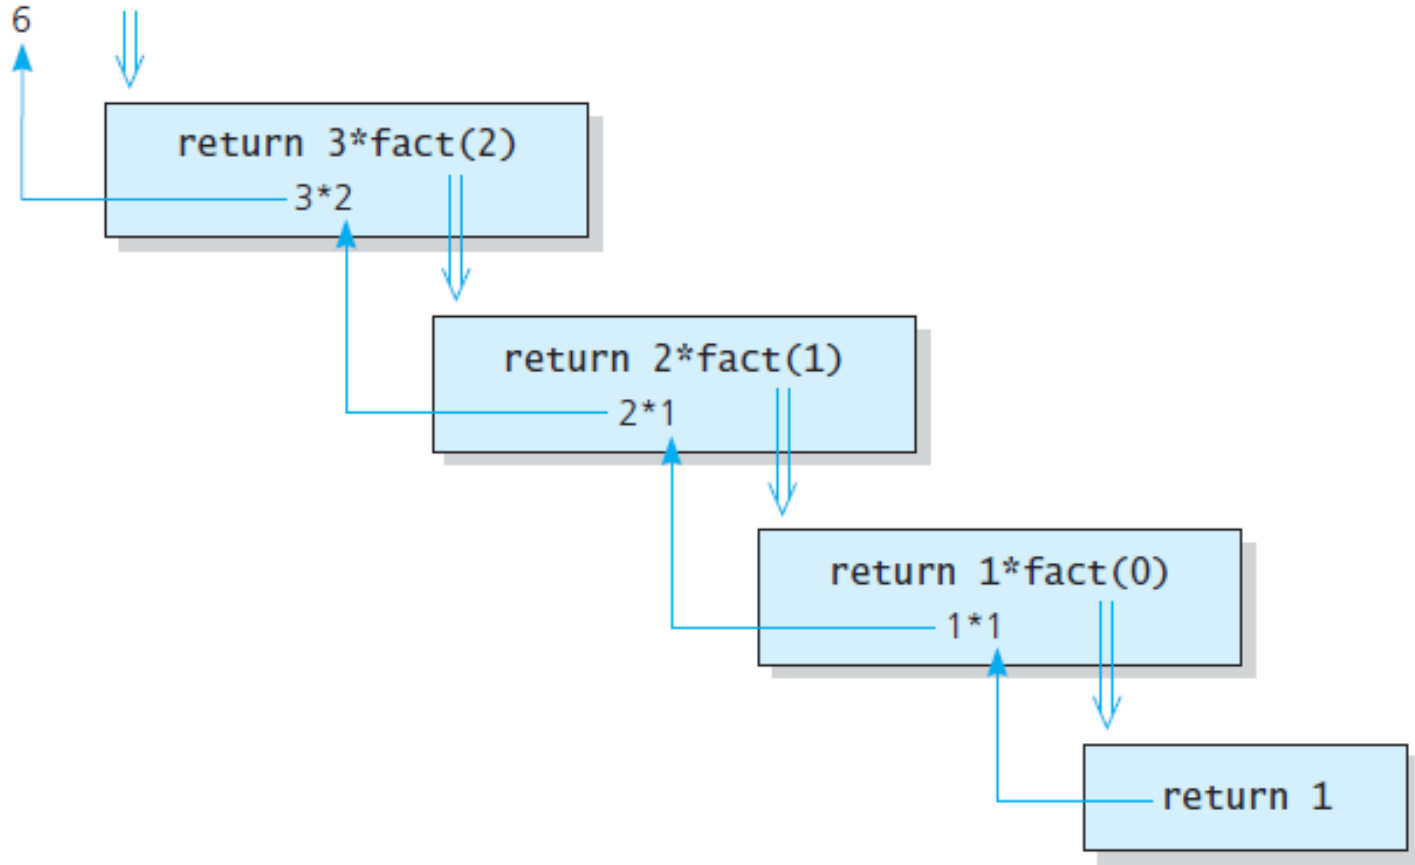 6
return 3*fact(2)
3*2
return 2*fact(1)
2*1
return 1*fact(0)
1*1
return 1